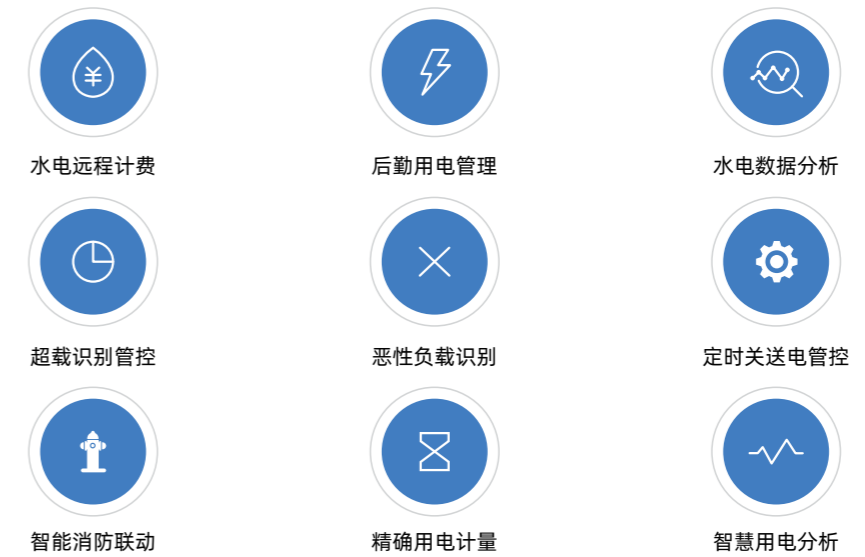 水电远程计费
后勤用电管理
水电数据分析
超载识别管控
恶性负载识别
定时关送电管控
智能消防联动
精确用电计量
智慧用电分析